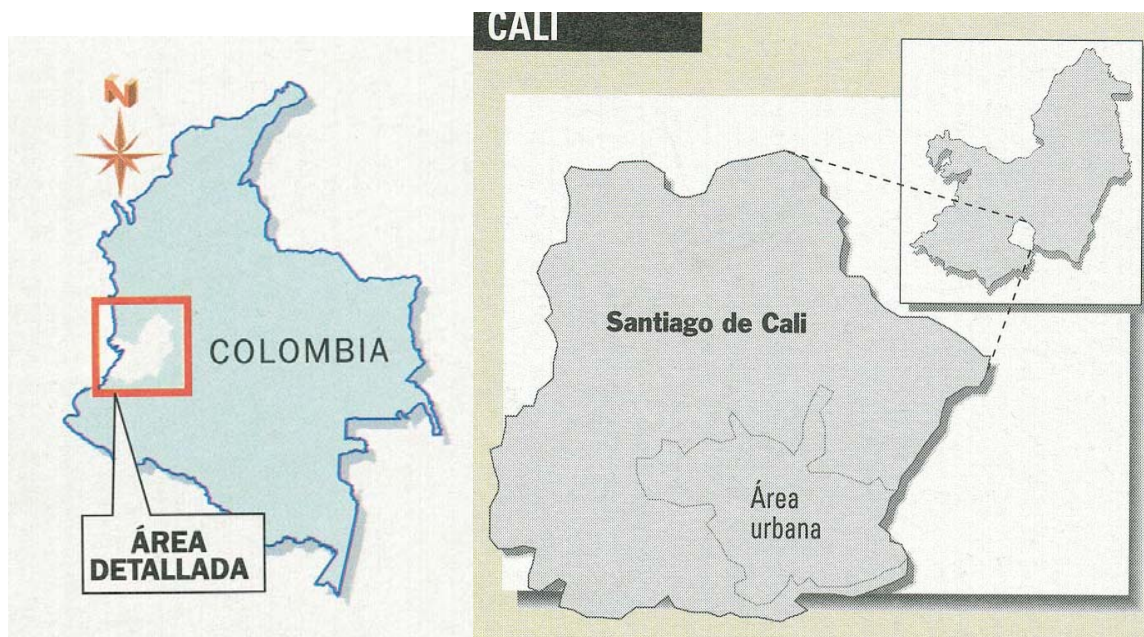 N
COLOMBIA
ÁREA
DETALLADA
CALI
Santiago de Cali
Área
urbana